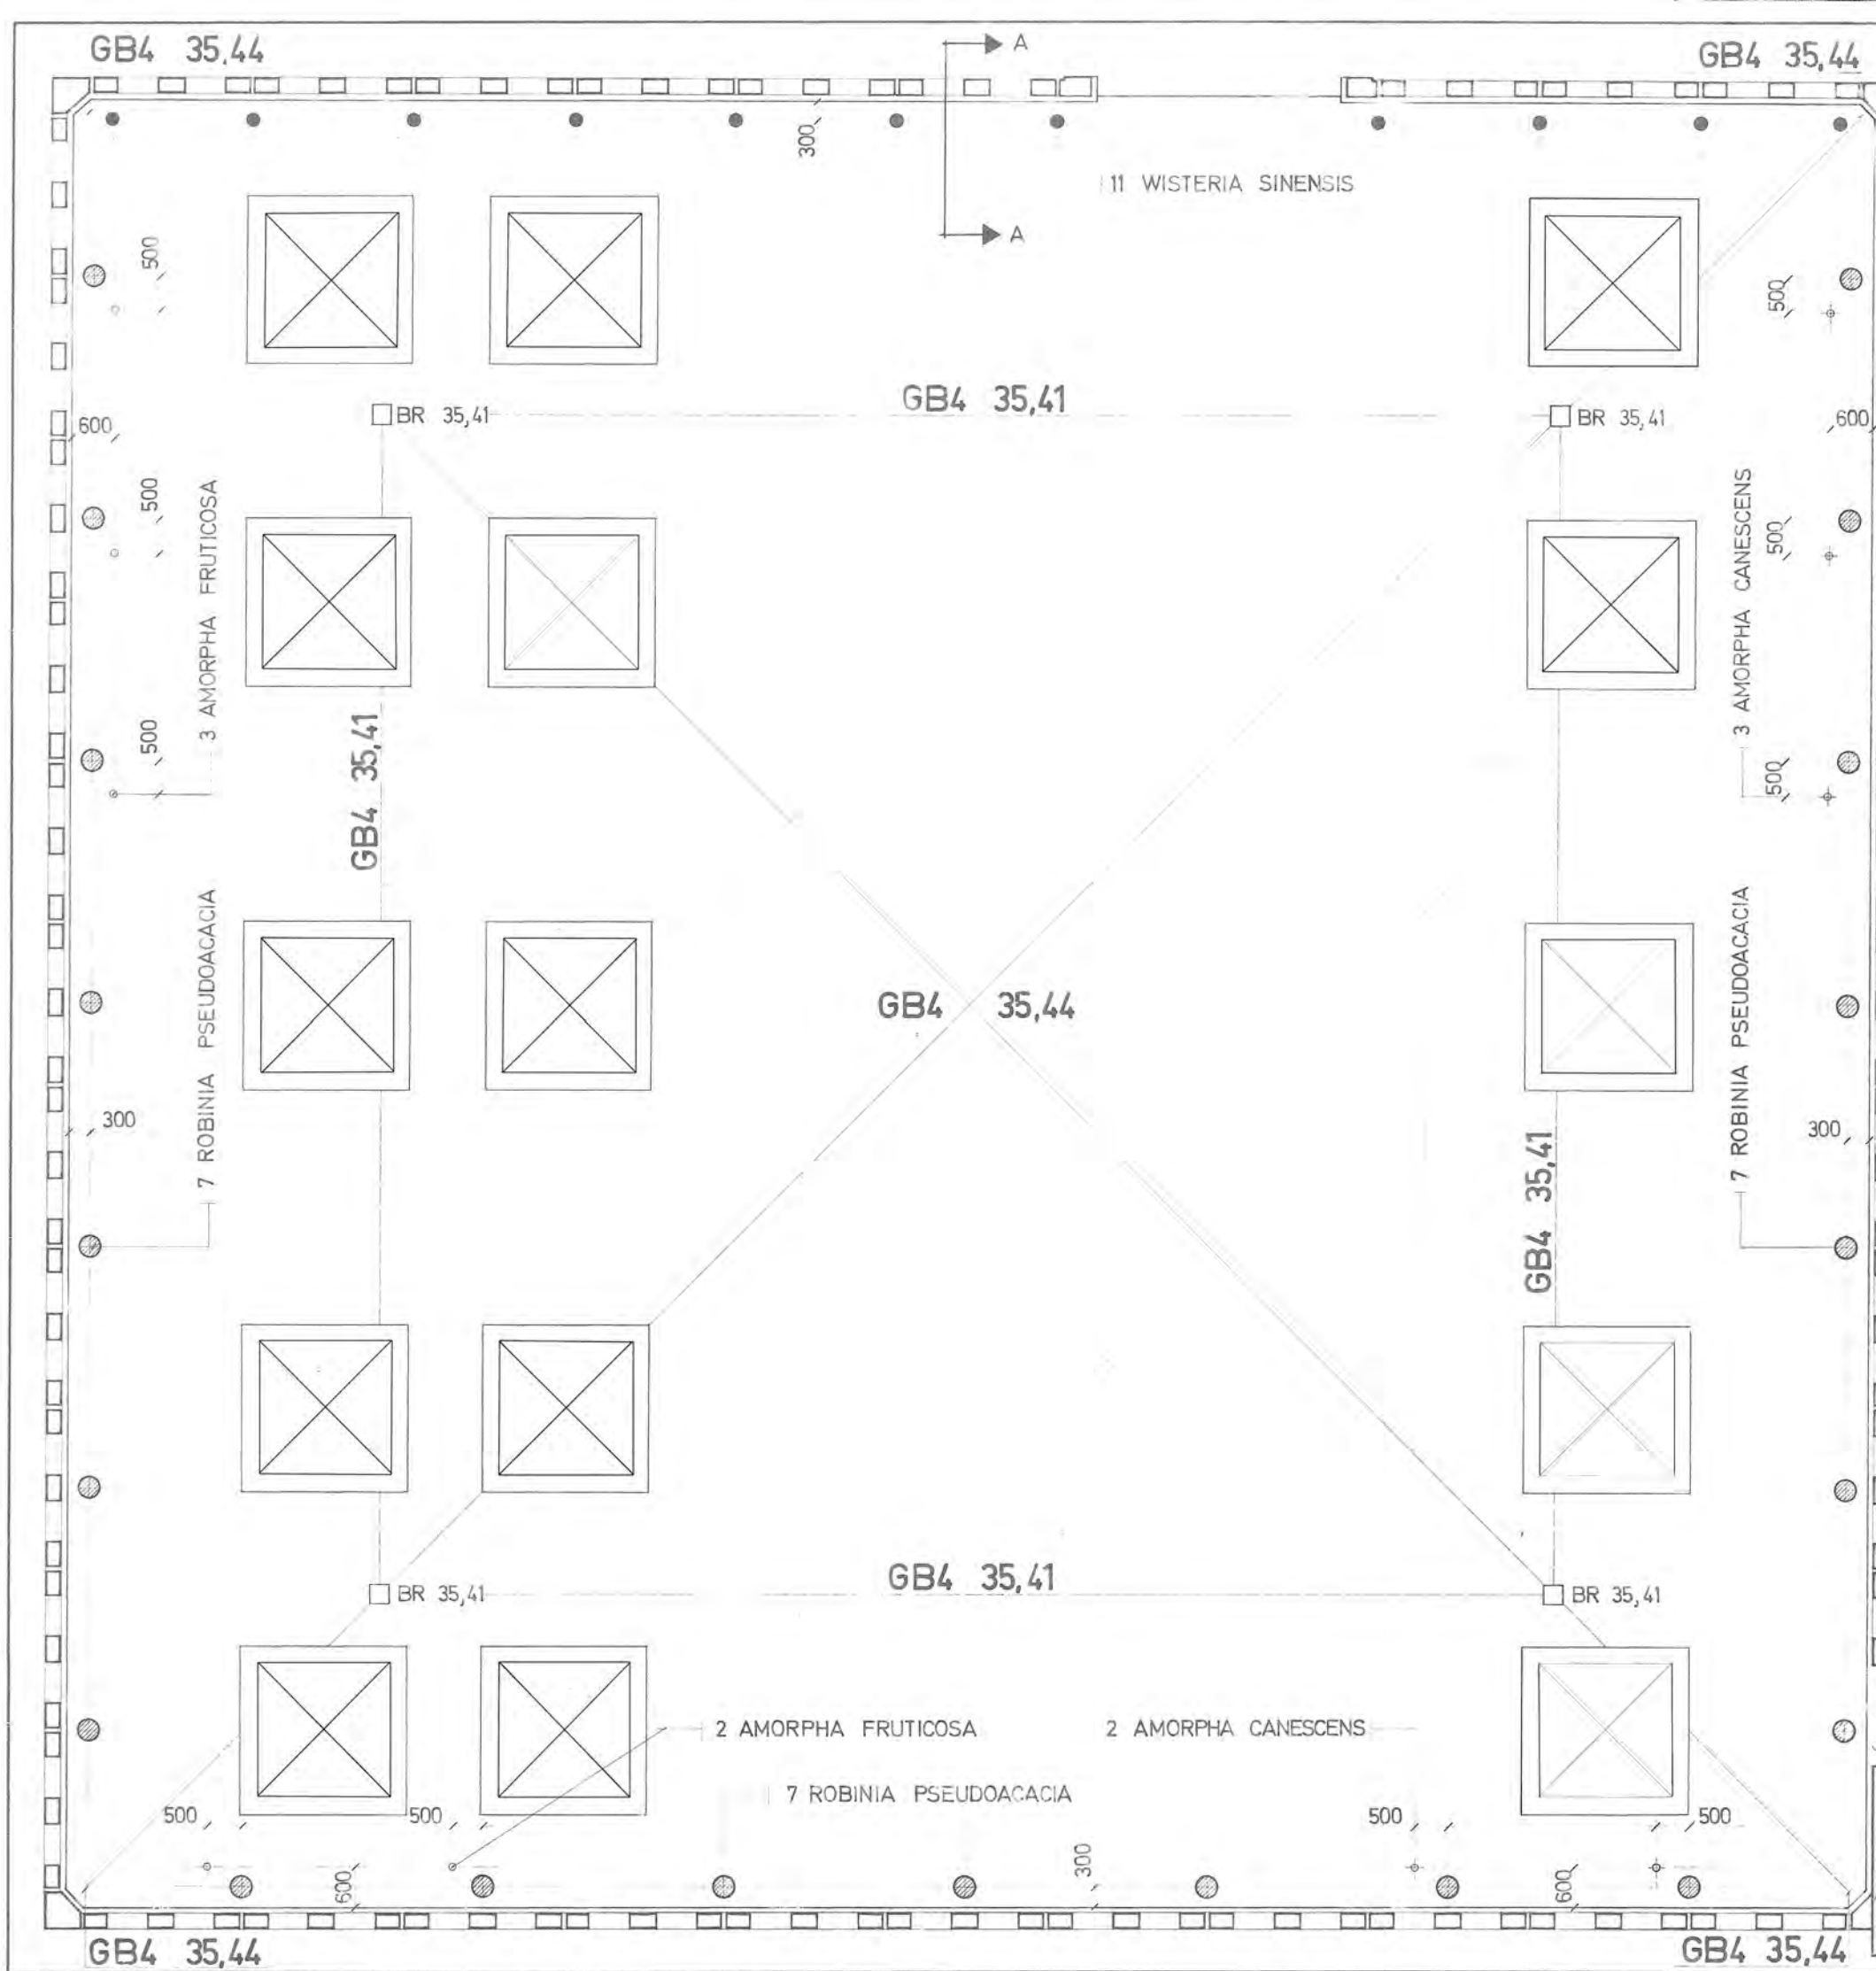 GB4 35,44
GB4 35,44
A
300
11 WISTERIA SINENSIS
A
500
500
GB4 35,41
BR 35,41
BR 35,41
600
600
500
500
3 AMORPHA FRUTICOSA
3 AMORPHA CANESCENS
500
500
GB4 35,41
7 ROBINIA PSEUDOACACIA
7 ROBINIA PSEUDOACACIA
GB4 35,44
300
300
GB4 35,41
GB4 35,41
BR 35,41
BR 35,41
2 AMORPHA FRUTICOSA
2 AMORPHA CANESCENS
7 ROBINIA PSEUDOACACIA
500
500
500
500
600
300
600
GB4 35,44
GB4 35,44